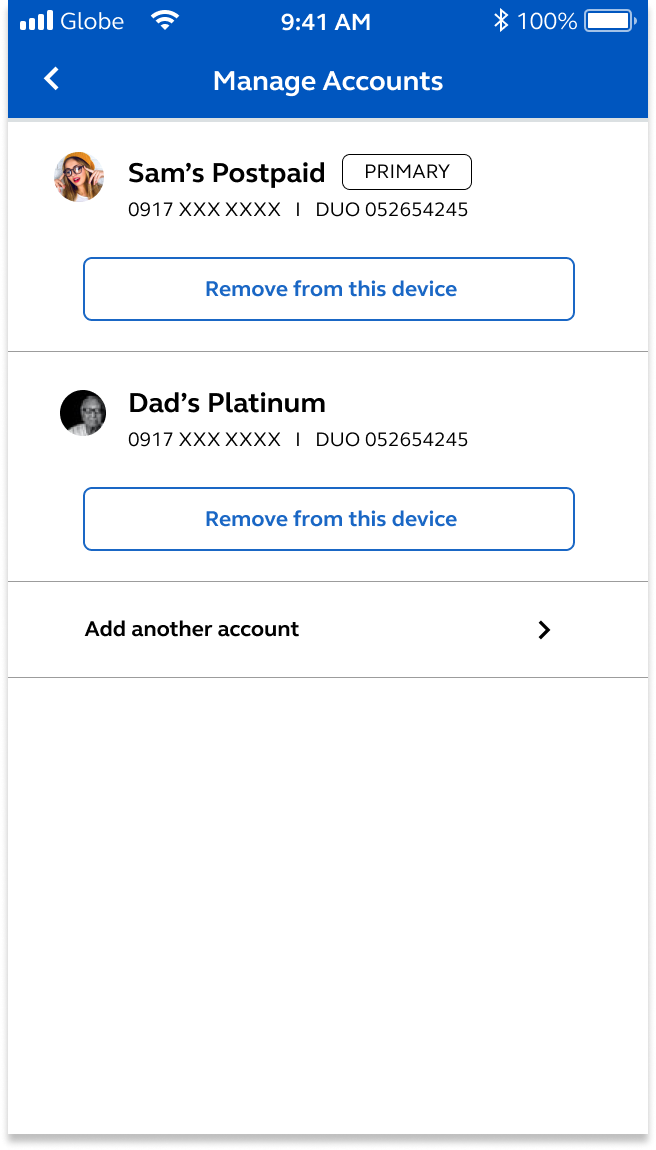 Globe 9:41 AM 100%
Manage Accounts
Sam’s Postpaid PRIMARY
0917 XXX XXXX I DUO 052654245
Remove from this device
Dad’s Platinum
0917 XXX XXXX I DUO 052654245
Remove from this device
Add another account